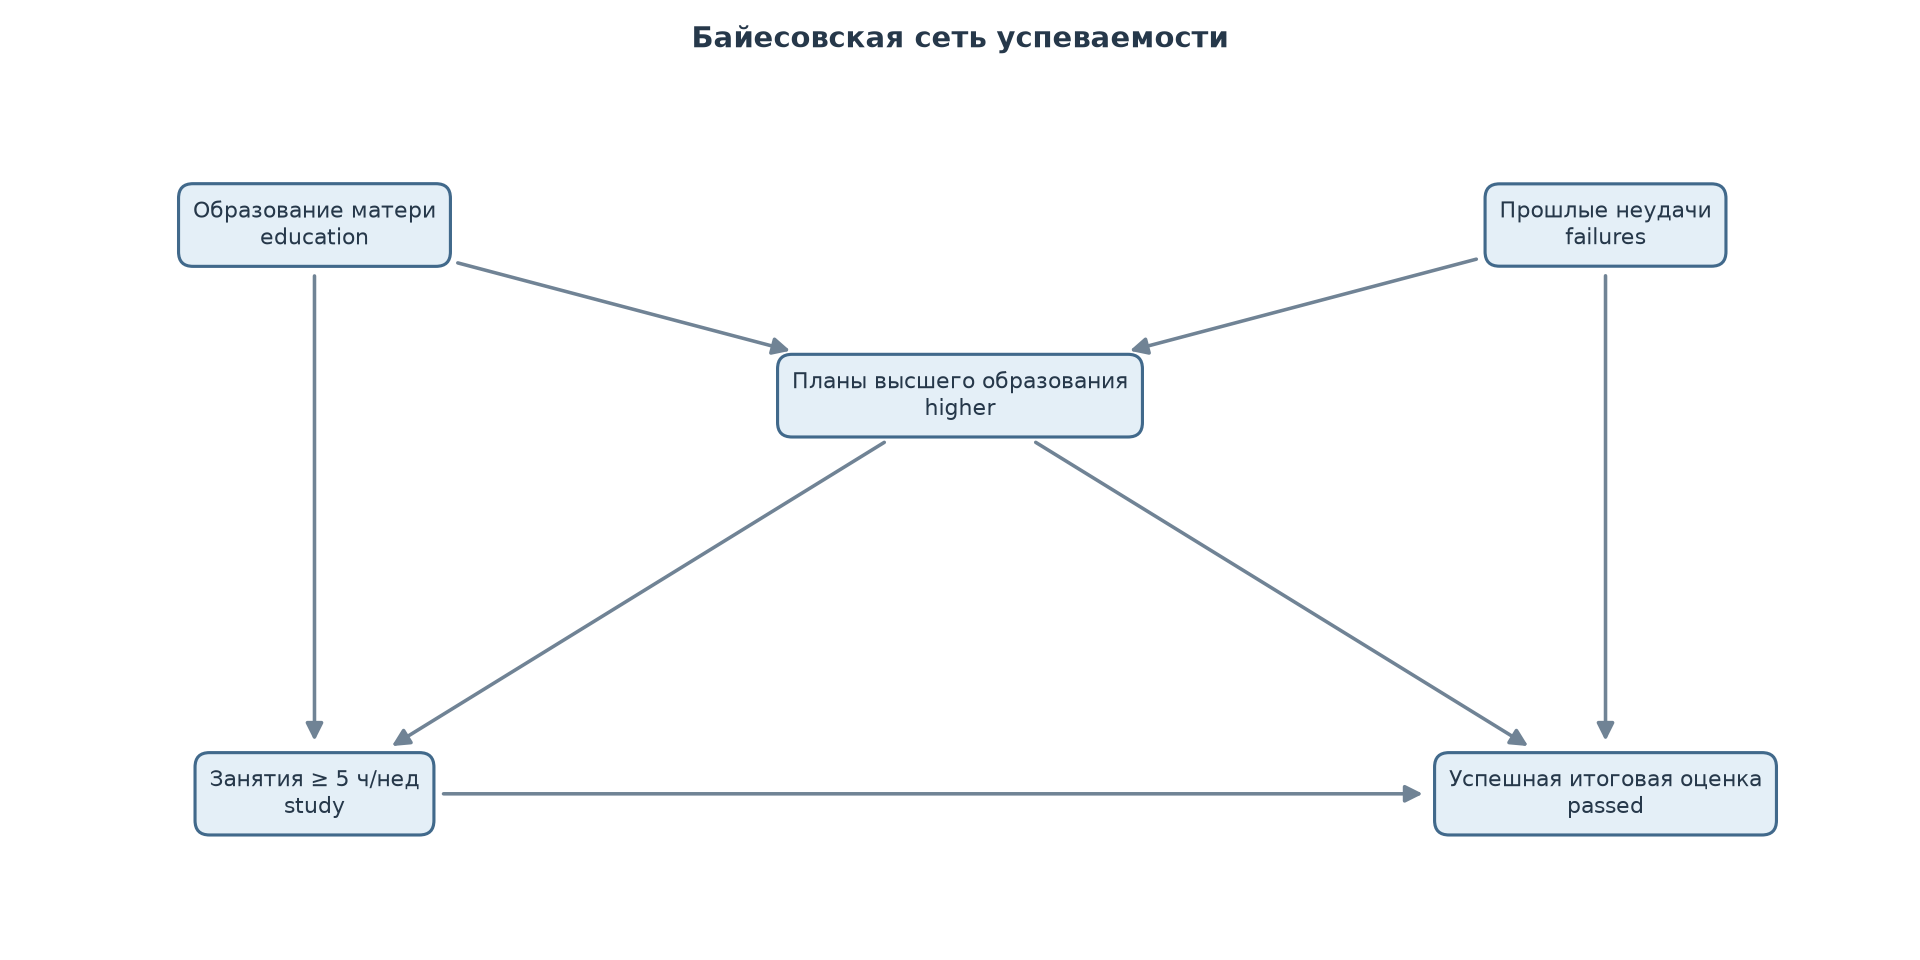 Байесовская сеть успеваемости
Образование матери
education
Прошлые неудачи
failures
Планы высшего образования
higher
Занятия ≥ 5 ч/нед
study
Успешная итоговая оценка
passed